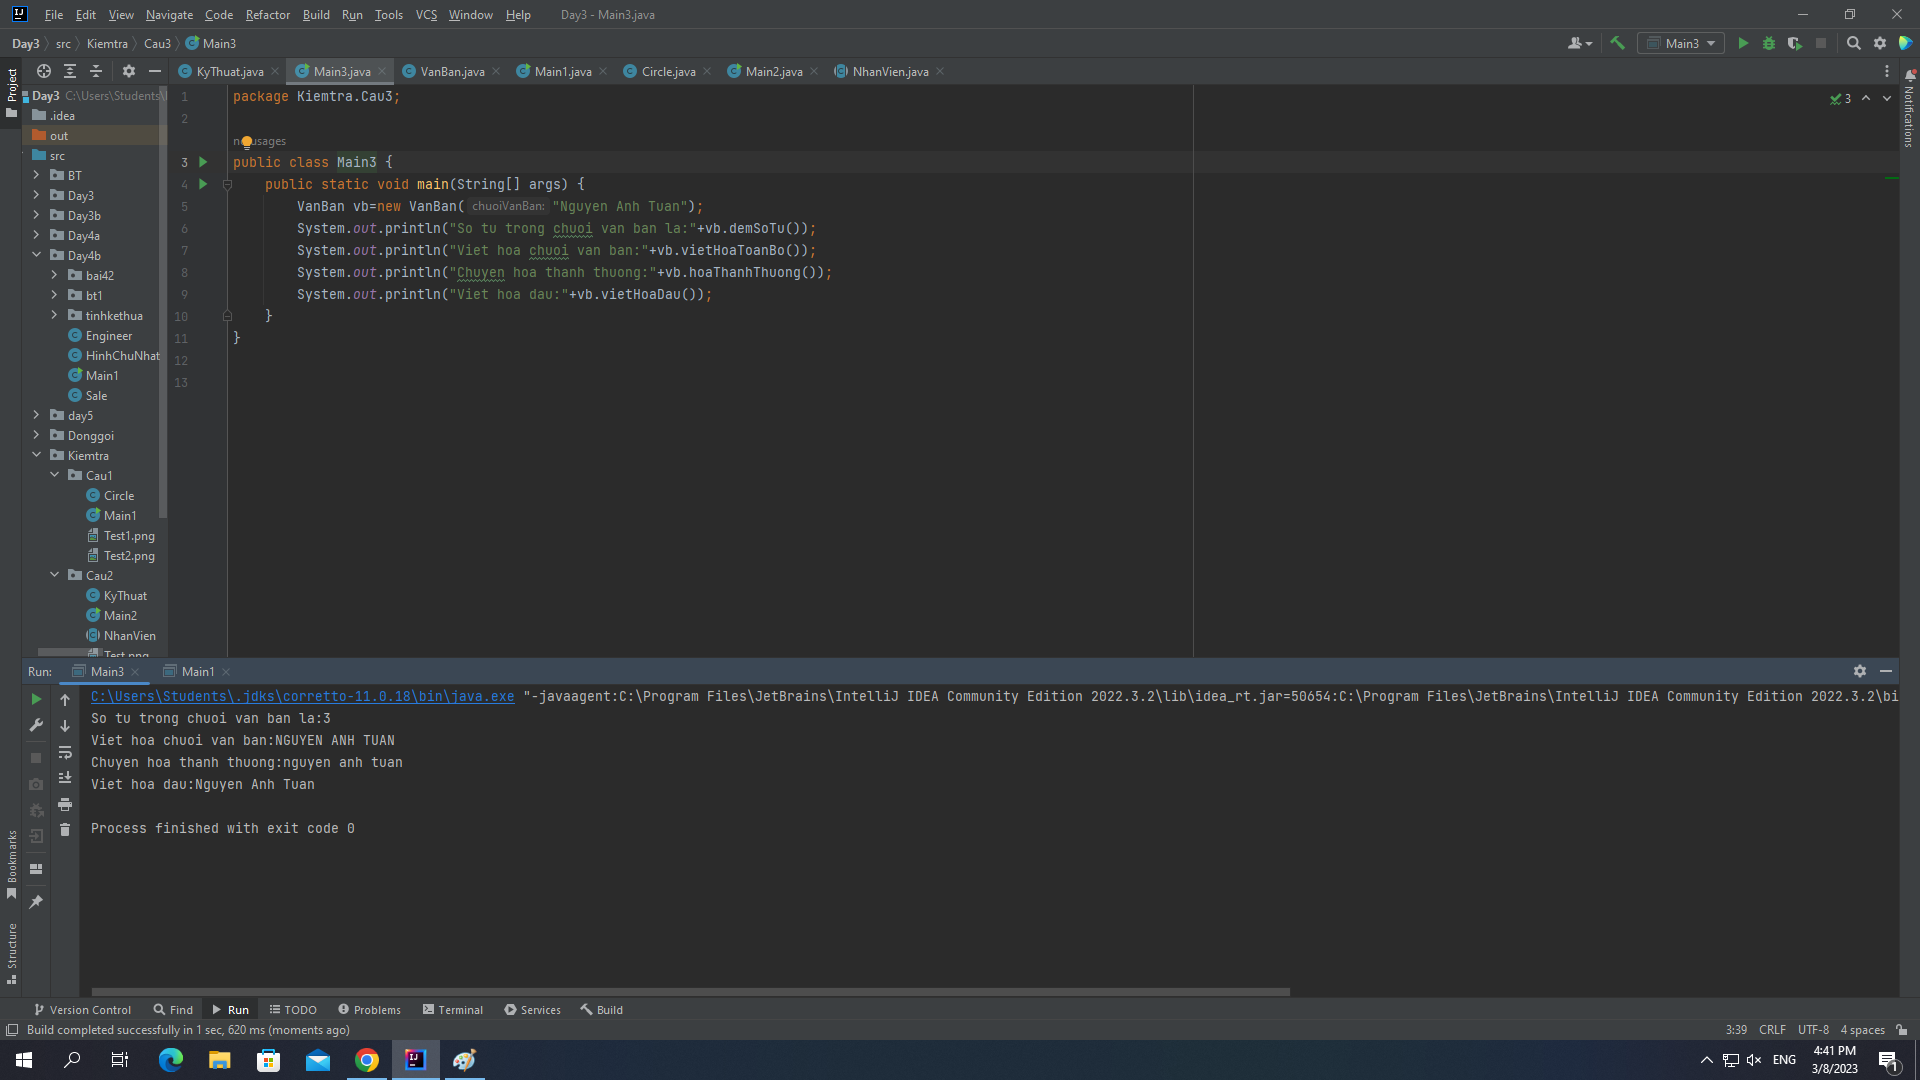 File Edit View Navigate Code Refactor Build Run Tools VCS Window Help Day3 - Main3.java
Day3 src Kiemtra Cau3 Main3
Main3
KyThuat.java Main3.java VanBan.java Main1.java Circle.java Main2.java NhanVien.java
Project
Notifications
Day3 C:\Users\Students\
.idea
out
src
BT
Day3
Day3b
Day4a
Day4b
bai42
bt1
tinhkethua
Engineer
HinhChuNhat
Main1
Sale
day5
Donggoi
Kiemtra
Cau1
Circle
Main1
Test1.png
Test2.png
Cau2
KyThuat
Main2
NhanVien
Test.png
3
1 package Kiemtra.Cau3;
2
no usages
3 public class Main3 {
4 public static void main(String[] args) {
5 VanBan vb=new VanBan( chuoiVanBan: "Nguyen Anh Tuan");
6 System.out.println("So tu trong chuoi van ban la:"+vb.demSoTu());
7 System.out.println("Viet hoa chuoi van ban:"+vb.vietHoaToanBo());
8 System.out.println("Chuyen hoa thanh thuong:"+vb.hoaThanhThuong());
9 System.out.println("Viet hoa dau:"+vb.vietHoaDau());
10 }
11 }
12
13
Run: Main3 Main1
C:\Users\Students\.jdks\corretto-11.0.18\bin\java.exe "-javaagent:C:\Program Files\JetBrains\IntelliJ IDEA Community Edition 2022.3.2\lib\idea_rt.jar=50654:C:\Program Files\JetBrains\IntelliJ IDEA Community Edition 2022.3.2\bi
So tu trong chuoi van ban la:3
Viet hoa chuoi van ban:NGUYEN ANH TUAN
Chuyen hoa thanh thuong:nguyen anh tuan
Viet hoa dau:Nguyen Anh Tuan
Process finished with exit code 0
Bookmarks
Structure
Version Control Find Run TODO Problems Terminal Services Build
Build completed successfully in 1 sec, 620 ms (moments ago)
3:39 CRLF UTF-8 4 spaces
ENG
4:41 PM
3/8/2023
1